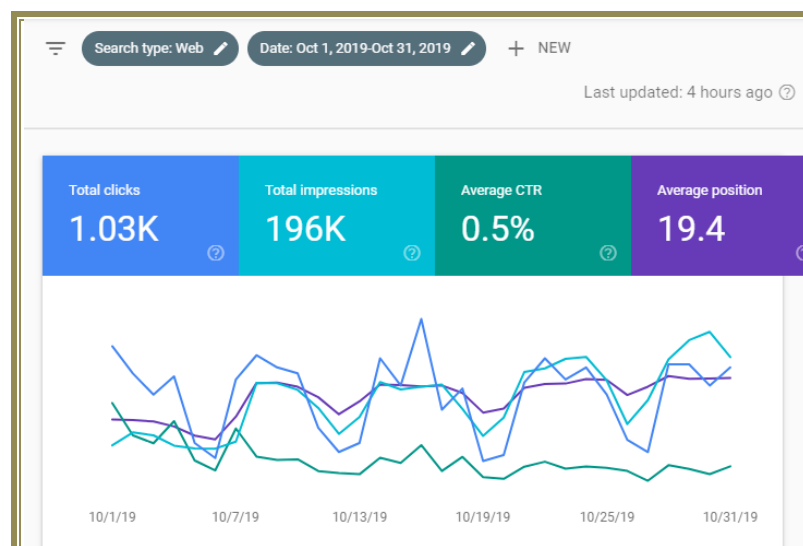 Search type: Web Date: Oct 1, 2019-Oct 31, 2019 + NEW
Last updated: 4 hours ago ?
Total clicks Total impressions Average CTR Average position
1.03K 196K 0.5% 19.4
? ? ? ?
10/1/19 10/7/19 10/13/19 10/19/19 10/25/19 10/31/19